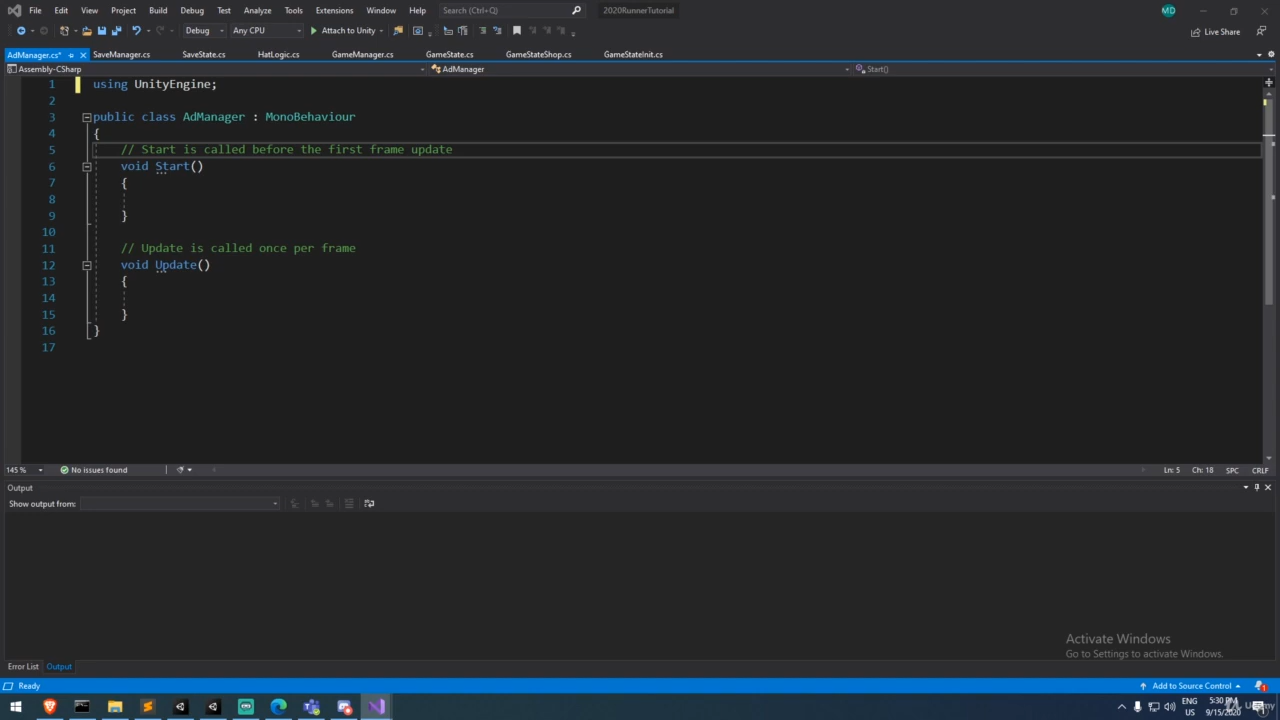 File Edit View Project Build Debug Test Analyze Tools Extensions Window Help Search (Ctrl+Q) 2020RunnerTutorial MD
Debug Any CPU Attach to Unity Live Share
AdManager.cs* SaveManager.cs SaveState.cs HatLogic.cs GameManager.cs GameState.cs GameStateShop.cs GameStateInit.cs
Assembly-CSharp AdManager Start()
1 using UnityEngine;
2
3 public class AdManager : MonoBehaviour
4 {
5 // Start is called before the first frame update
6 void Start()
7 {
8
9 }
10
11 // Update is called once per frame
12 void Update()
13 {
14
15 }
16 }
17
145 % No issues found Ln: 5 Ch: 18 SPC CRLF
Output
Show output from:
Activate Windows
Go to Settings to activate Windows.
Error List Output
Ready Add to Source Control 1
ENG 5:30 PM
US 9/15/2020
Udemy